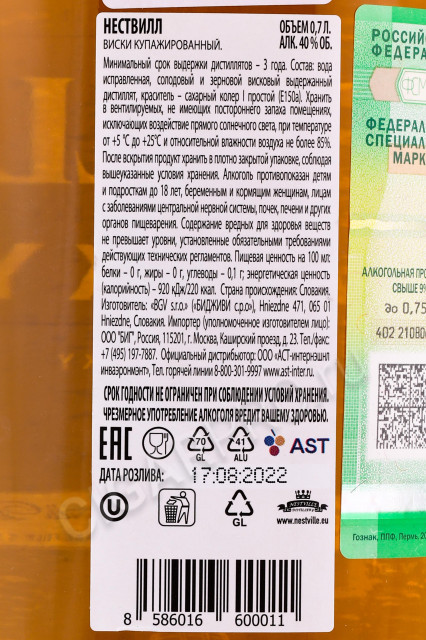 НЕСТВИЛЛ ОБЪЕМ 0,7 Л.
ВИСКИ КУПАЖИРОВАННЫЙ. АЛК. 40 % ОБ.
Минимальный срок выдержки дистиллятов – 3 года. Состав: вода
исправленная, солодовый и зерновой висковый выдержанный
дистиллят, краситель – сахарный колер I простой (Е150а). Хранить
в вентилируемых, не имеющих постороннего запаха помещениях,
исключающих воздействие прямого солнечного света, при температуре
от +5 °С до +25°С и относительной влажности воздуха не более 85%.
После вскрытия продукт хранить в плотно закрытой упаковке, соблюдая
вышеуказанные условия хранения. Алкоголь противопоказан детям
и подросткам до 18 лет, беременным и кормящим женщинам, лицам
с заболеваниями центральной нервной системы, почек, печени и других
органов пищеварения. Содержание вредных для здоровья веществ
не превышает уровни, установленные обязательными требованиями
действующих технических регламентов. Пищевая ценность на 100 мл:
белки – 0 г, жиры – 0 г, углеводы – 0,1 г; энергетическая ценность
(калорийность) – 920 кДж/220 ккал. Страна происхождения: Словакия.
Изготовитель: «BGV s.r.o.» («БИДЖИВИ с.р.о»), Hniezdne 471, 065 01
Hniezdne, Словакия. Импортер (уполномоченное изготовителем лицо):
ООО "БИГ", Россия, 115201, г. Москва, Каширский проезд, д. 23. Тел./факс:
+7 (495) 197-7887. Официальный дистрибьютор: ООО «АСТ-интернэшнл
инваэронмэнт», Тел. горячей линии 8-800-301-9997 www.ast-inter.ru.
СРОК ГОДНОСТИ НЕ ОГРАНИЧЕН ПРИ СОБЛЮДЕНИИ УСЛОВИЙ ХРАНЕНИЯ.
ЧРЕЗМЕРНОЕ УПОТРЕБЛЕНИЕ АЛКОГОЛЯ ВРЕДИТ ВАШЕМУ ЗДОРОВЬЮ.
EAC 70 GL 41 ALU AST
ДАТА РОЗЛИВА: 17:08:2022
U GL NESTVILLE
www.nestville.eu
8 586016 600011
РОССИЙС
ФЕДЕРА
ФСМ
ФЕДЕРАЛ
СПЕЦИАЛ
МАРК
АЛКОГОЛЬНАЯ ПРО
СВЫШЕ 9%
до 0,75
402 210800
Гознак, ППФ, Пермь, 20